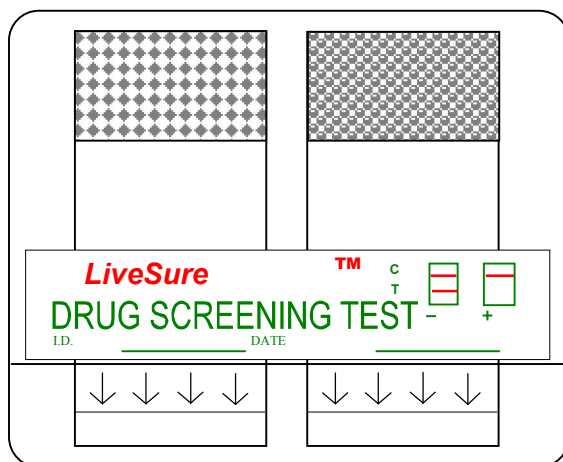 LiveSure ™
C
T
DRUG SCREENING TEST – +
I.D. DATE